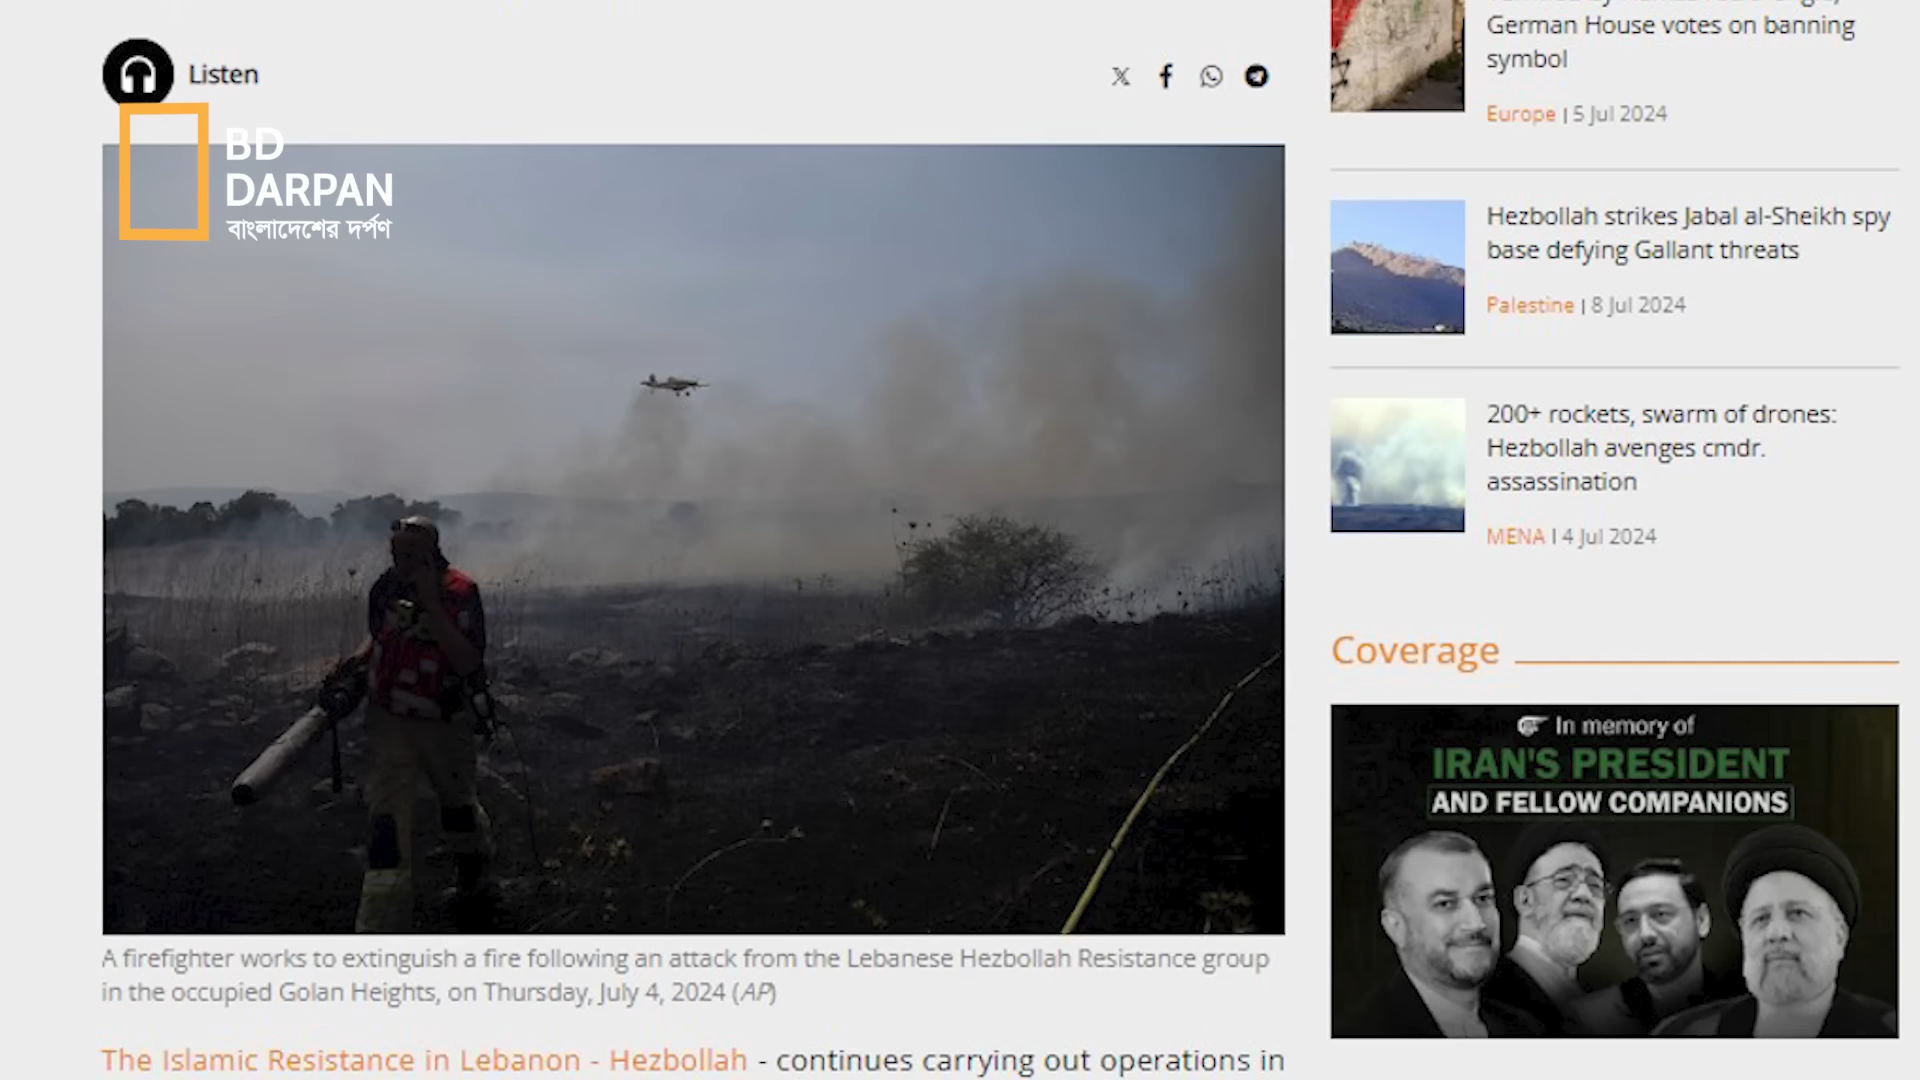 Listen
BD
DARPAN
বাংলাদেশের দর্পণ
A firefighter works to extinguish a fire following an attack from the Lebanese Hezbollah Resistance group
in the occupied Golan Heights, on Thursday, July 4, 2024 (AP)
The Islamic Resistance in Lebanon - Hezbollah - continues carrying out operations in
German House votes on banning
symbol
Europe | 5 Jul 2024
Hezbollah strikes Jabal al-Sheikh spy
base defying Gallant threats
Palestine | 8 Jul 2024
200+ rockets, swarm of drones:
Hezbollah avenges cmdr.
assassination
MENA | 4 Jul 2024
Coverage
In memory of
IRAN'S PRESIDENT
AND FELLOW COMPANIONS